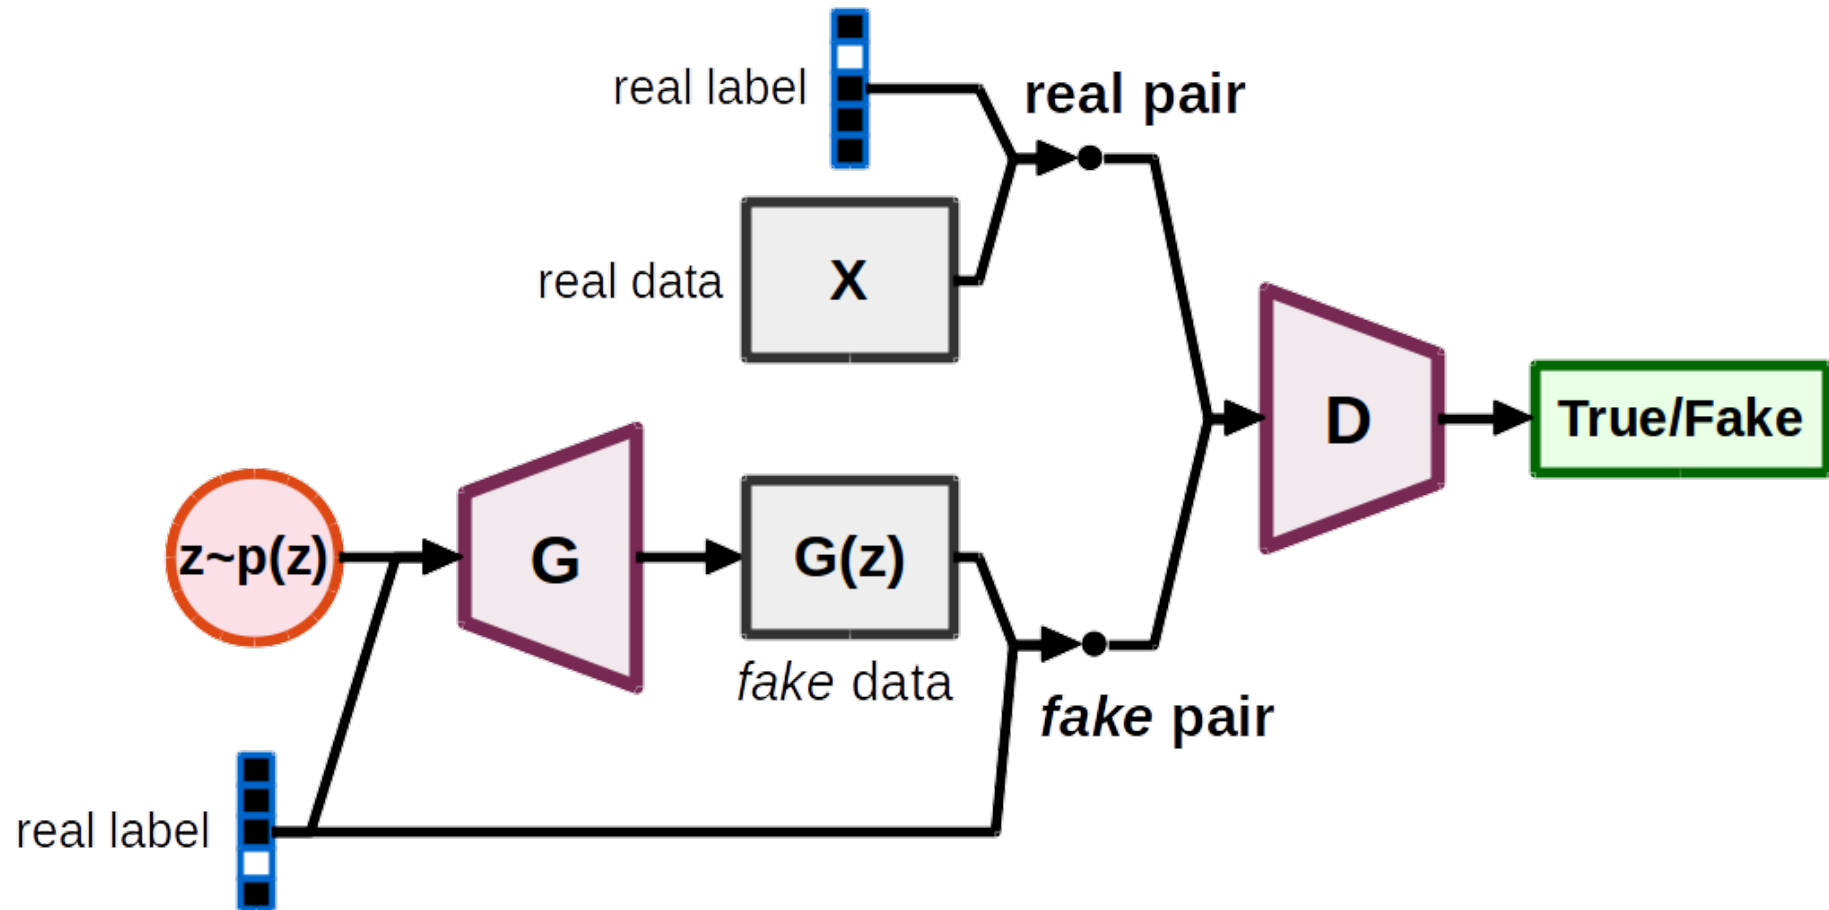 real label
real pair
real data
X
D
True/Fake
z~p(z)
G
G(z)
fake data
fake pair
real label